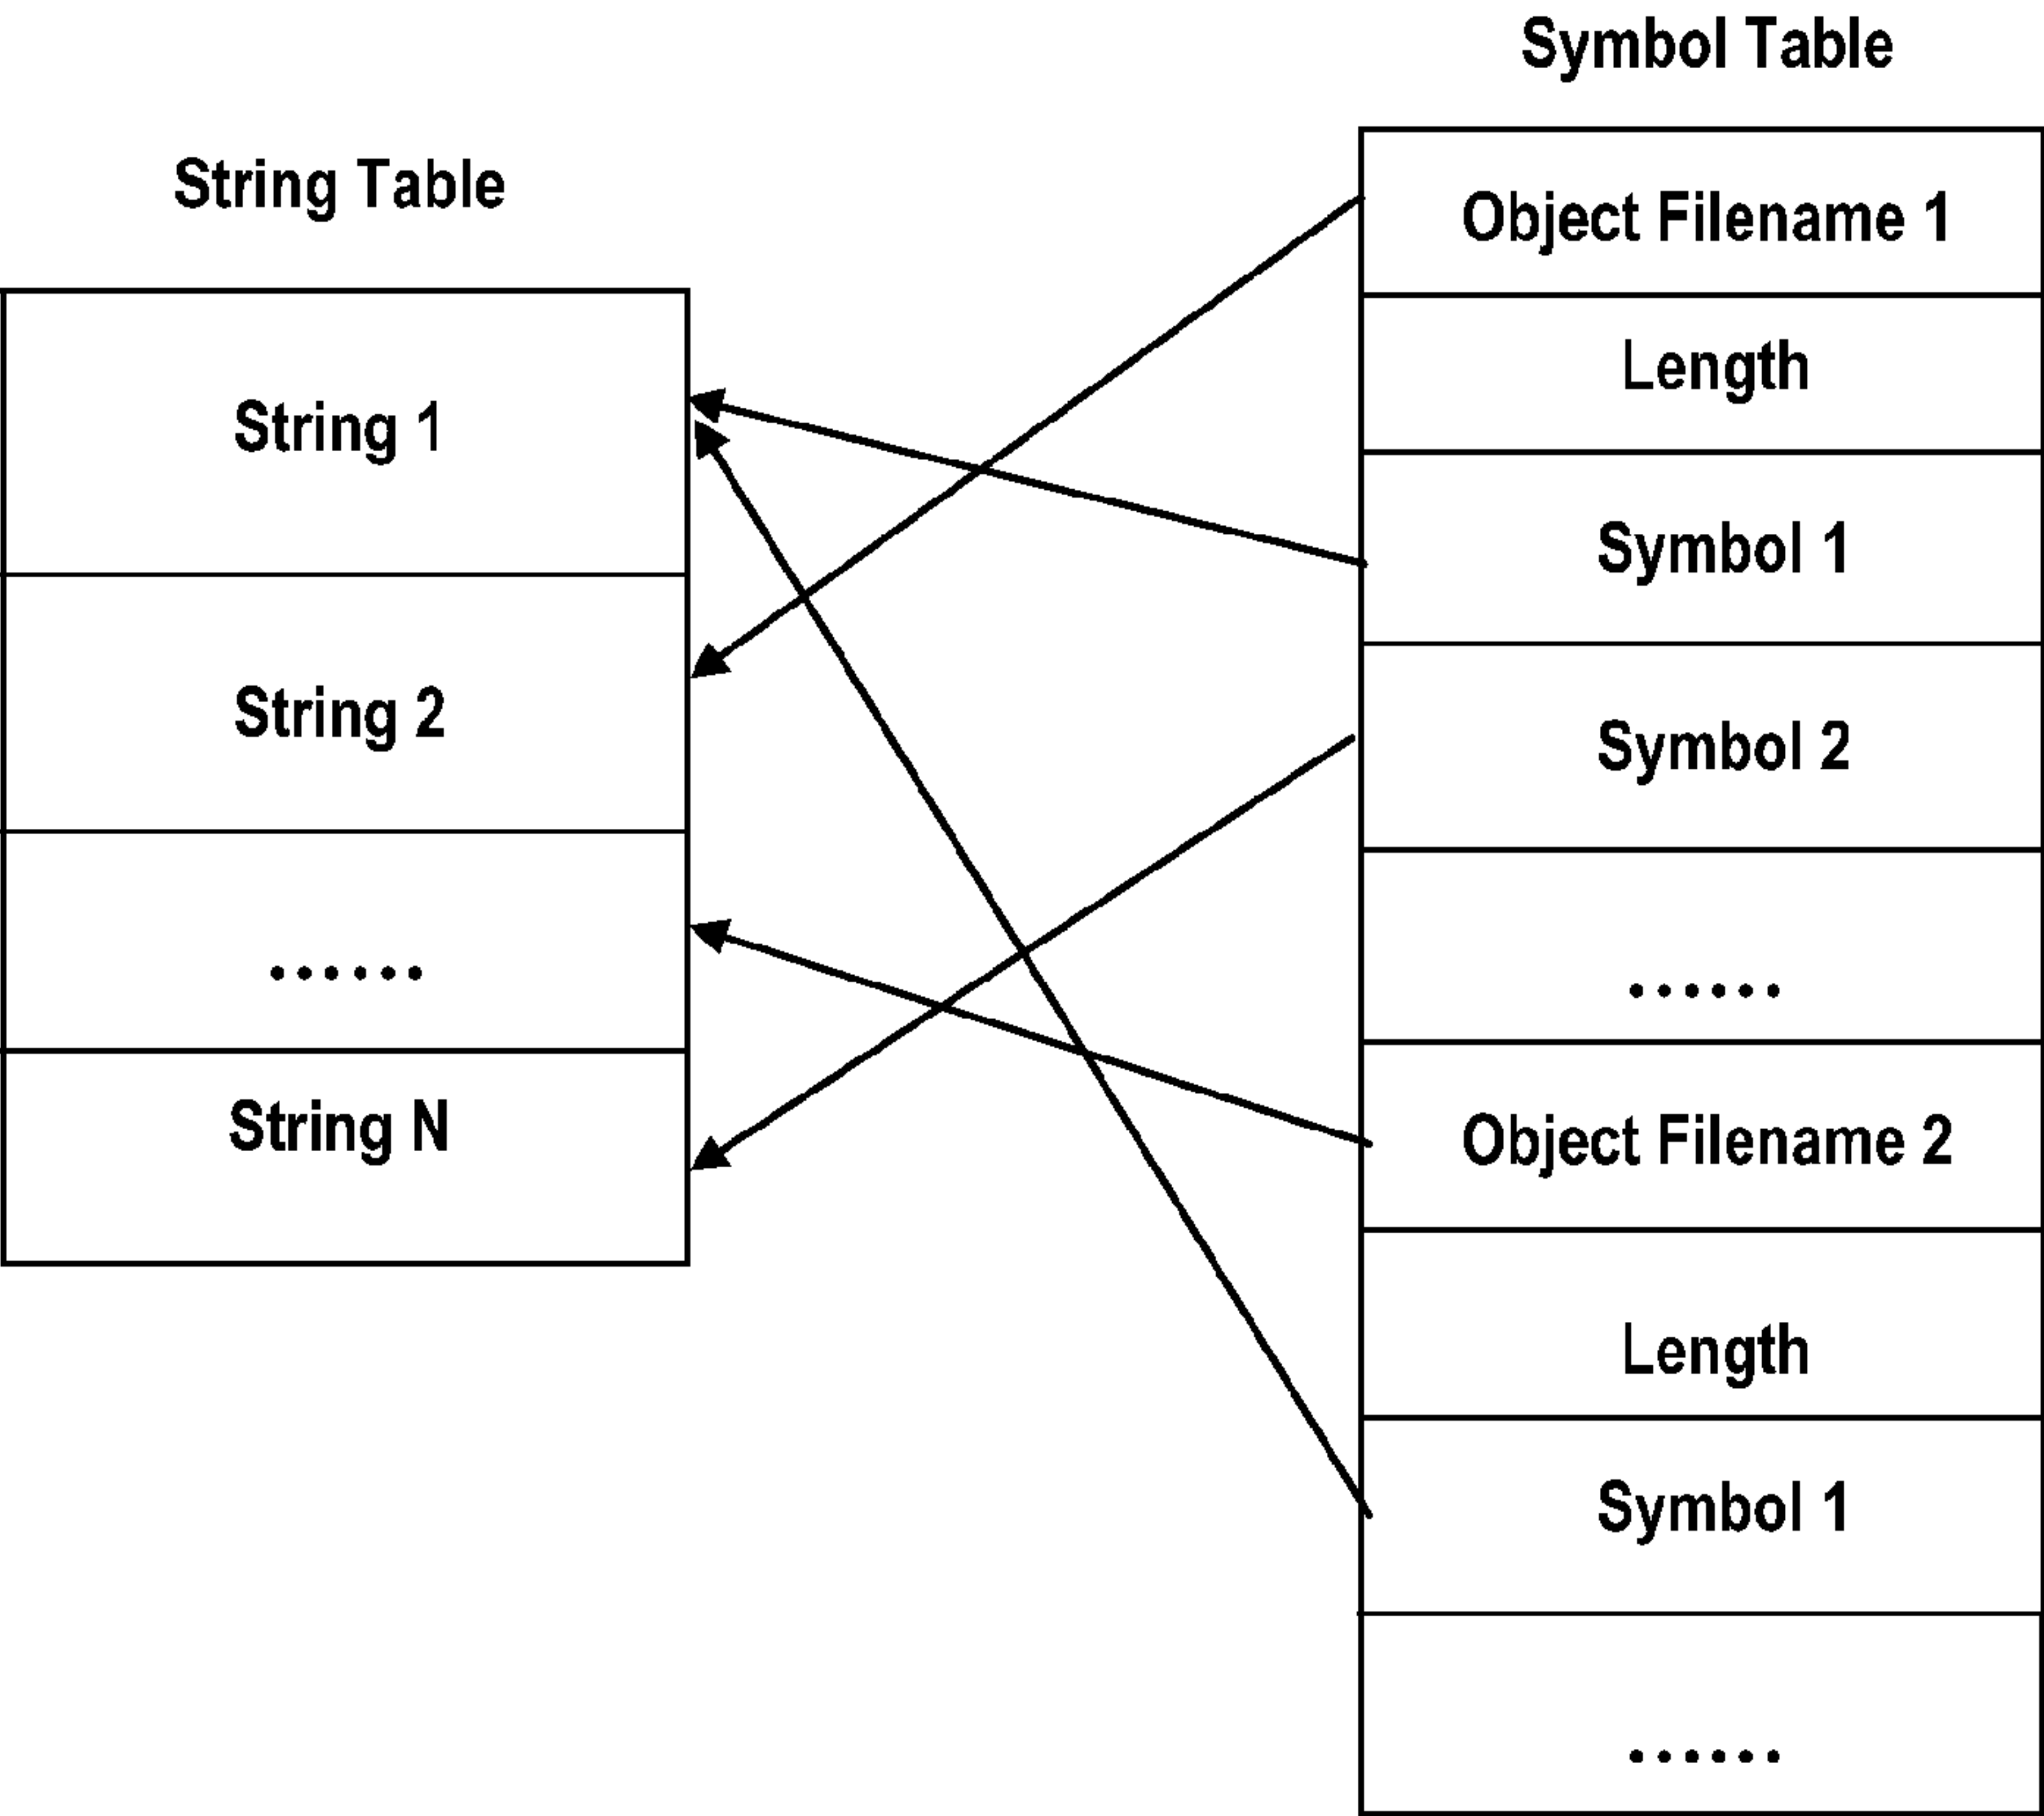 String Table
String 1
String 2
......
String N
Symbol Table
Object Filename 1
Length
Symbol 1
Symbol 2
......
Object Filename 2
Length
Symbol 1
......